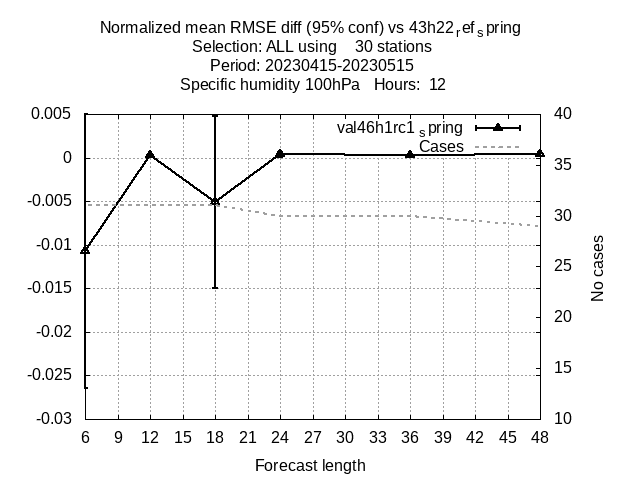 Normalized mean RMSE diff (95% conf) vs 43h22refspring
Selection: ALL using    30 stations
Period: 20230415-20230515
Specific humidity 100hPa   Hours:  12
val46h1rc1spring
Cases
0.005
0
-0.005
-0.01
-0.015
-0.02
-0.025
-0.03
40
35
30
25
20
15
10
No cases
6 9 12 15 18 21 24 27 30 33 36 39 42 45 48
Forecast length